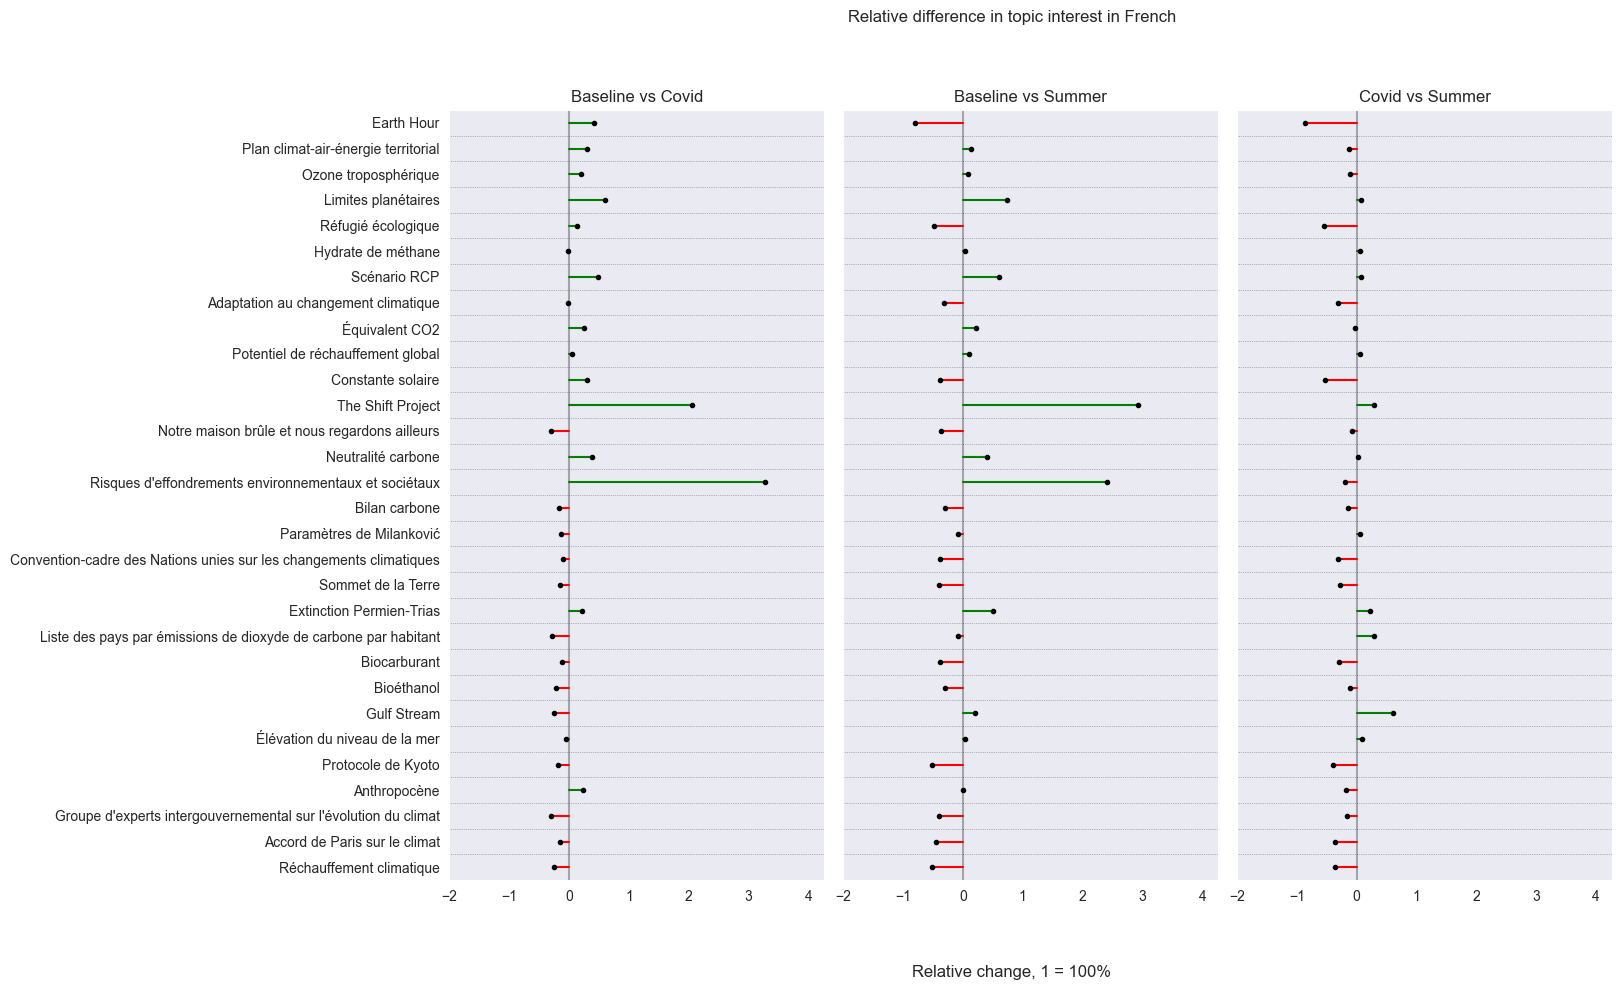 Relative difference in topic interest in French
Baseline vs Covid
Baseline vs Summer
Covid vs Summer
Earth Hour
Plan climat-air-énergie territorial
Ozone troposphérique
Limites planétaires
Réfugié écologique
Hydrate de méthane
Scénario RCP
Adaptation au changement climatique
Équivalent CO2
Potentiel de réchauffement global
Constante solaire
The Shift Project
Notre maison brûle et nous regardons ailleurs
Neutralité carbone
Risques d'effondrements environnementaux et sociétaux
Bilan carbone
Paramètres de Milanković
Convention-cadre des Nations unies sur les changements climatiques
Sommet de la Terre
Extinction Permien-Trias
Liste des pays par émissions de dioxyde de carbone par habitant
Biocarburant
Bioéthanol
Gulf Stream
Élévation du niveau de la mer
Protocole de Kyoto
Anthropocène
Groupe d'experts intergouvernemental sur l'évolution du climat
Accord de Paris sur le climat
Réchauffement climatique
−2 −1 0 1 2 3 4
−2 −1 0 1 2 3 4
−2 −1 0 1 2 3 4
Relative change, 1 = 100%